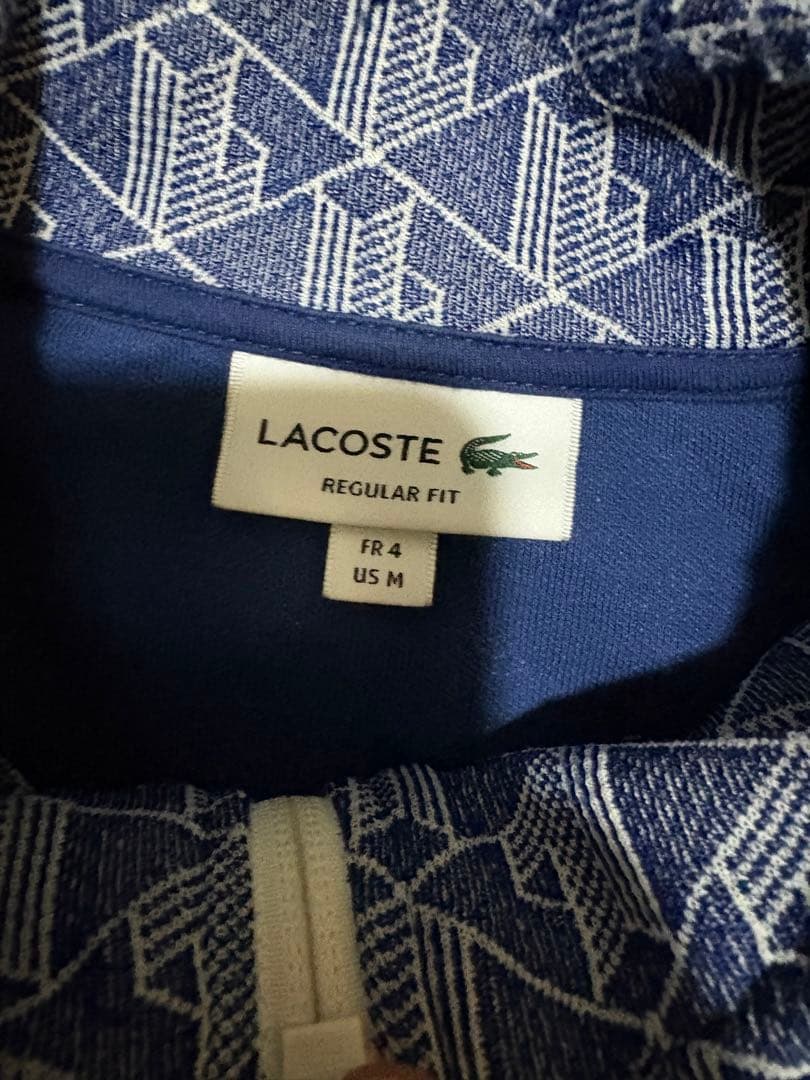 LACOSTE
REGULAR FIT
FR 4
US M